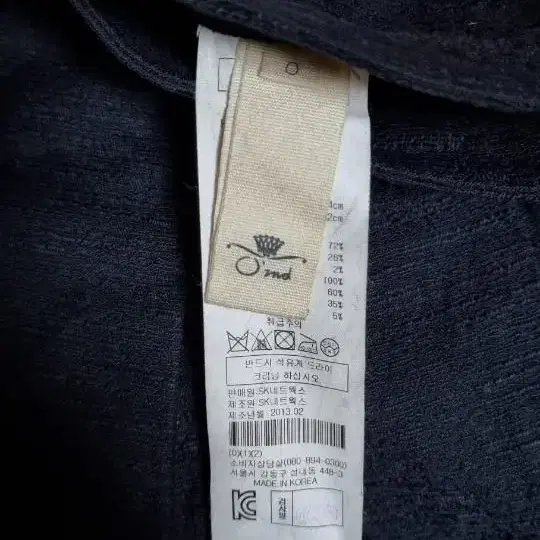 O
O'2nd
4cm
2cm
72%
26%
2%
100%
60%
35%
5%
취급주의
반드시 석유계 드라이
크리닝 하십시오
판매원:SK네트웍스
제조원:SK네트웍스
제조년월 2013.02
(0)(1)(2)
소비자상담실(080-894-0300)
서울시 강동구 성내동 448-3
MADE IN KOREA
검사필